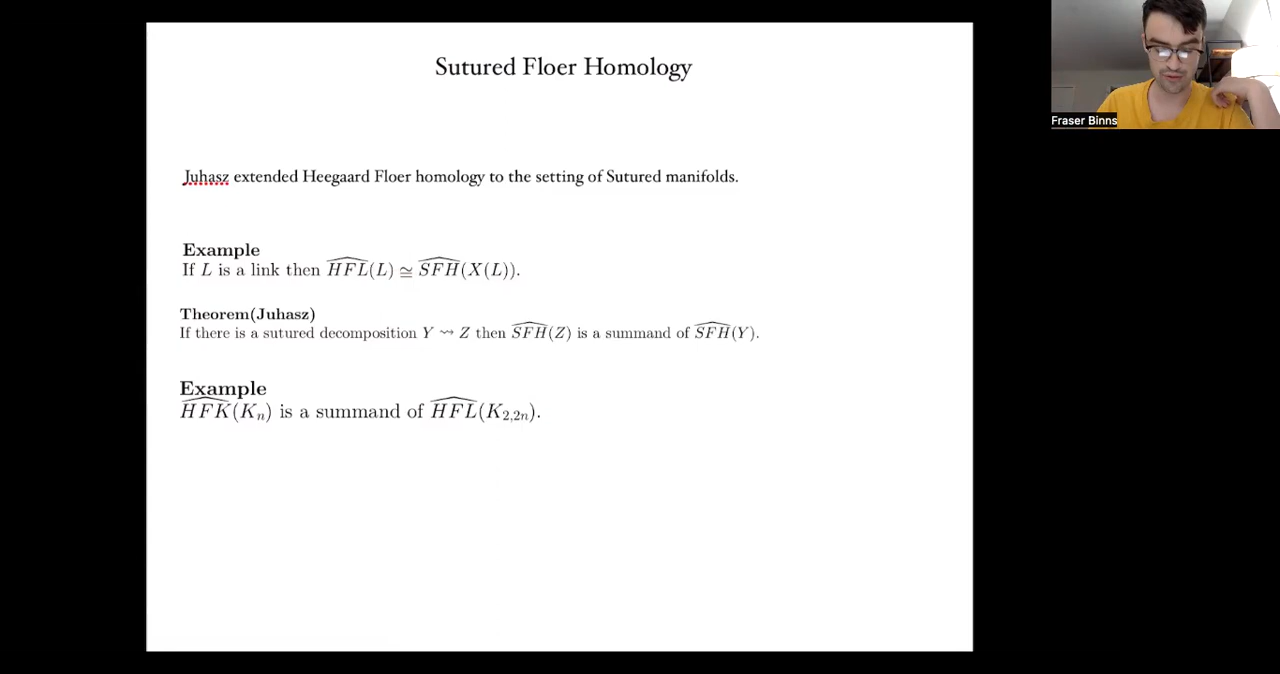 Sutured Floer Homology
Fraser Binns
Juhasz extended Heegaard Floer homology to the setting of Sutured manifolds.
Example
If $L$ is a link then $\widehat{HFL}(L) \cong \widehat{SFH}(X(L))$.
Theorem(Juhasz)
If there is a sutured decomposition $Y \rightsquigarrow Z$ then $\widehat{SFH}(Z)$ is a summand of $\widehat{SFH}(Y)$.
Example
$\widehat{HFK}(K_n)$ is a summand of $\widehat{HFL}(K_{2,2n})$.